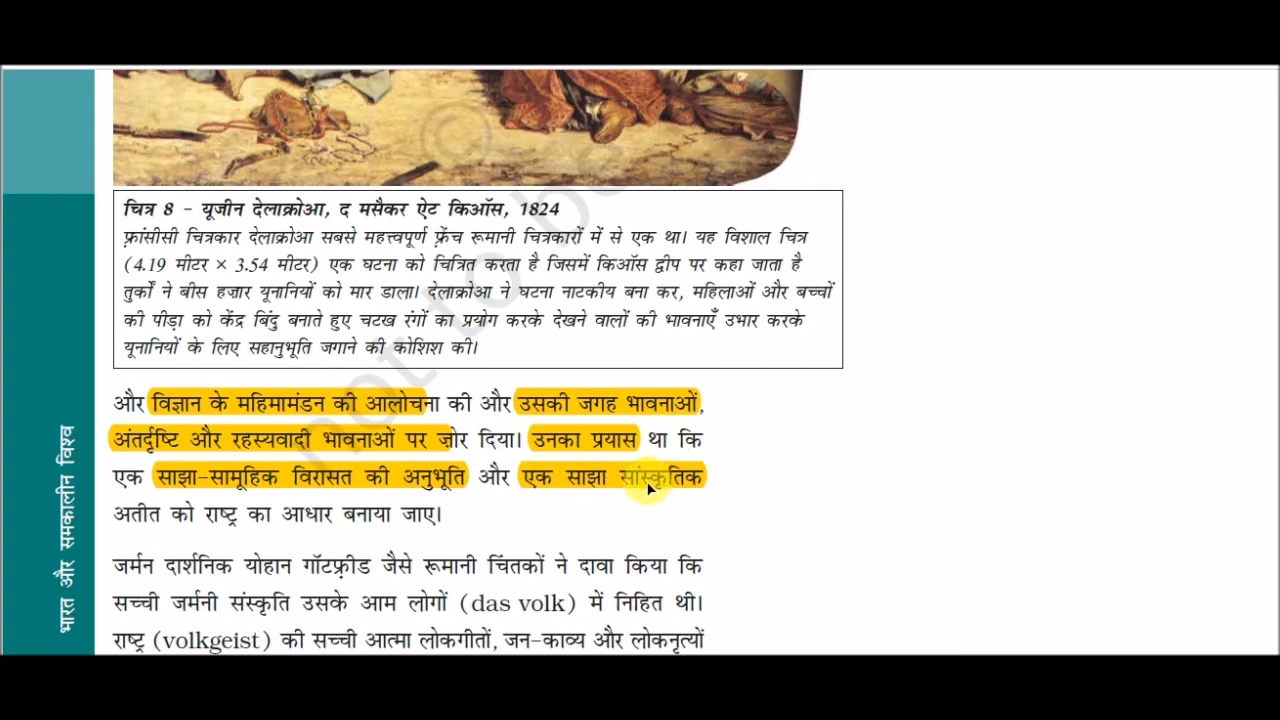 चित्र 8 – यूजीन देलाक्रोआ, द मसैकर ऐट किऑस, 1824
फ़्रांसीसी चित्रकार देलाक्रोआ सबसे महत्त्वपूर्ण फ़्रेंच रूमानी चित्रकारों में से एक था। यह विशाल चित्र
(4.19 मीटर × 3.54 मीटर) एक घटना को चित्रित करता है जिसमें किऑस द्वीप पर कहा जाता है
तुर्कों ने बीस हज़ार यूनानियों को मार डाला। देलाक्रोआ ने घटना नाटकीय बना कर, महिलाओं और बच्चों
की पीड़ा को केंद्र बिंदु बनाते हुए चटख रंगों का प्रयोग करके देखने वालों की भावनाएँ उभार करके
यूनानियों के लिए सहानुभूति जगाने की कोशिश की।
और विज्ञान के महिमामंडन की आलोचना की और उसकी जगह भावनाओं,
अंतर्दृष्टि और रहस्यवादी भावनाओं पर ज़ोर दिया। उनका प्रयास था कि
एक साझा-सामूहिक विरासत की अनुभूति और एक साझा सांस्कृतिक
अतीत को राष्ट्र का आधार बनाया जाए।
जर्मन दार्शनिक योहान गॉटफ़्रीड जैसे रूमानी चिंतकों ने दावा किया कि
सच्ची जर्मनी संस्कृति उसके आम लोगों (das volk) में निहित थी।
राष्ट्र (volkgeist) की सच्ची आत्मा लोकगीतों, जन-काव्य और लोकनृत्यों
भारत और समकालीन विश्व
© not to be